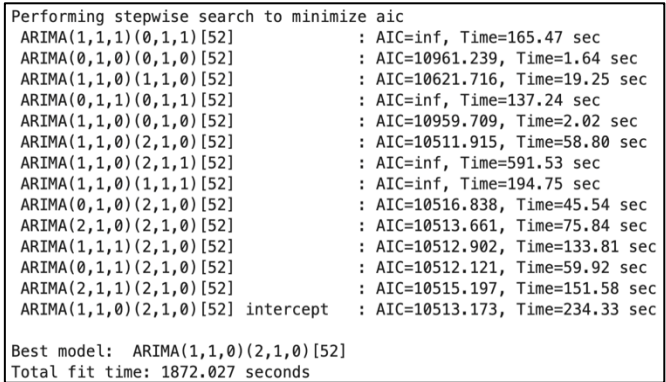 Performing stepwise search to minimize aic
ARIMA(1,1,1)(0,1,1)[52] : AIC=inf, Time=165.47 sec
ARIMA(0,1,0)(0,1,0)[52] : AIC=10961.239, Time=1.64 sec
ARIMA(1,1,0)(1,1,0)[52] : AIC=10621.716, Time=19.25 sec
ARIMA(0,1,1)(0,1,1)[52] : AIC=inf, Time=137.24 sec
ARIMA(1,1,0)(0,1,0)[52] : AIC=10959.709, Time=2.02 sec
ARIMA(1,1,0)(2,1,0)[52] : AIC=10511.915, Time=58.80 sec
ARIMA(1,1,0)(2,1,1)[52] : AIC=inf, Time=591.53 sec
ARIMA(1,1,0)(1,1,1)[52] : AIC=inf, Time=194.75 sec
ARIMA(0,1,0)(2,1,0)[52] : AIC=10516.838, Time=45.54 sec
ARIMA(2,1,0)(2,1,0)[52] : AIC=10513.661, Time=75.84 sec
ARIMA(1,1,1)(2,1,0)[52] : AIC=10512.902, Time=133.81 sec
ARIMA(0,1,1)(2,1,0)[52] : AIC=10512.121, Time=59.92 sec
ARIMA(2,1,1)(2,1,0)[52] : AIC=10515.197, Time=151.58 sec
ARIMA(1,1,0)(2,1,0)[52] intercept : AIC=10513.173, Time=234.33 sec
Best model: ARIMA(1,1,0)(2,1,0)[52]
Total fit time: 1872.027 seconds